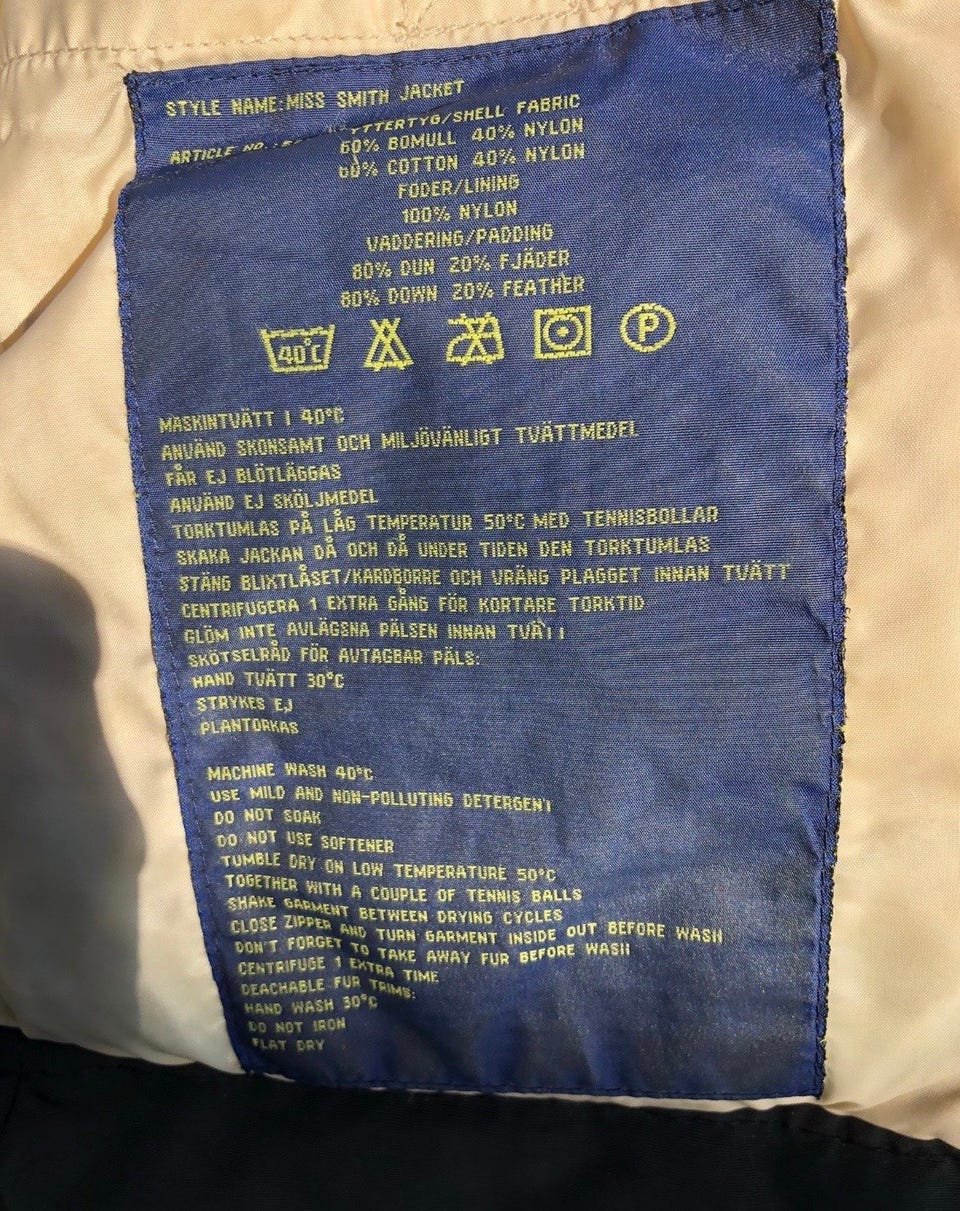 STYLE NAME:MISS SMITH JACKET
ARTICLE NO
YTTERTYG/SHELL FABRIC
60% BOMULL 40% NYLON
60% COTTON 40% NYLON
FODER/LINING
100% NYLON
VADDERING/PADDING
80% DUN 20% FJÄDER
80% DOWN 20% FEATHER
40°C P
MASKINTVÄTT I 40°C
ANVÄND SKONSAMT OCH MILJÖVÄNLIGT TVÄTTMEDEL
FÅR EJ BLÖTLÄGGAS
ANVÄND EJ SKÖLJMEDEL
TORKTUMLAS PÅ LÅG TEMPERATUR 50°C MED TENNISBOLLAR
SKAKA JACKAN DÅ OCH DÅ UNDER TIDEN DEN TORKTUMLAS
STÄNG BLIXTLÅSET/KARDBORRE OCH VRÄNG PLAGGET INNAN TVÄTT
CENTRIFUGERA 1 EXTRA GÅNG FÖR KORTARE TORKTID
GLÖM INTE AVLÄGSNA PÄLSEN INNAN TVÄTT
SKÖTSELRÅD FÖR AVTAGBAR PÄLS:
HAND TVÄTT 30°C
STRYKES EJ
PLANTORKAS
MACHINE WASH 40°C
USE MILD AND NON-POLLUTING DETERGENT
DO NOT SOAK
DO NOT USE SOFTENER
TUMBLE DRY ON LOW TEMPERATURE 50°C
TOGETHER WITH A COUPLE OF TENNIS BALLS
SHAKE GARMENT BETWEEN DRYING CYCLES
CLOSE ZIPPER AND TURN GARMENT INSIDE OUT BEFORE WASH
DON'T FORGET TO TAKE AWAY FUR BEFORE WASH
CENTRIFUGE 1 EXTRA TIME
DEACHABLE FUR TRIMS:
HAND WASH 30°C
DO NOT IRON
FLAT DRY